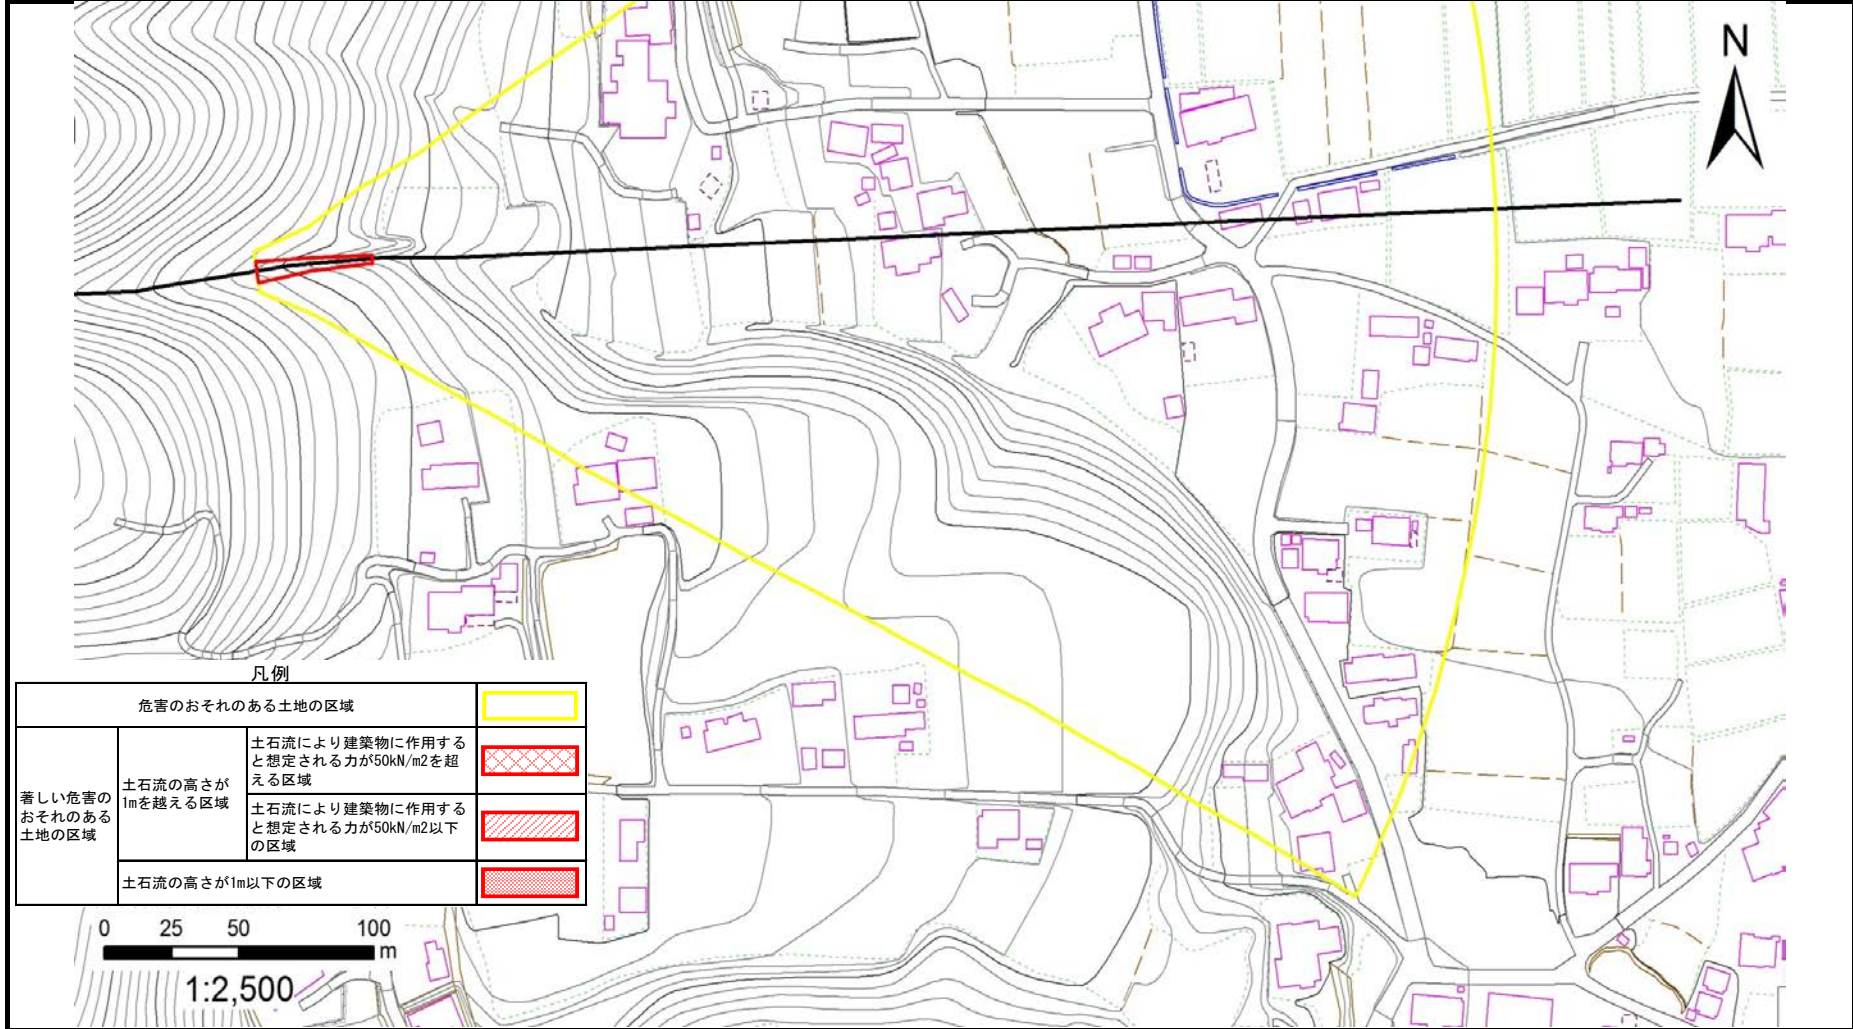 N
凡例
危害のおそれのある土地の区域
著しい危害の
おそれのある
土地の区域
土石流の高さが
1mを越える区域
土石流により建築物に作用する
と想定される力が50kN/m2を超
える区域
土石流により建築物に作用する
と想定される力が50kN/m2以下
の区域
土石流の高さが1m以下の区域
0 25 50 100
m
1:2,500